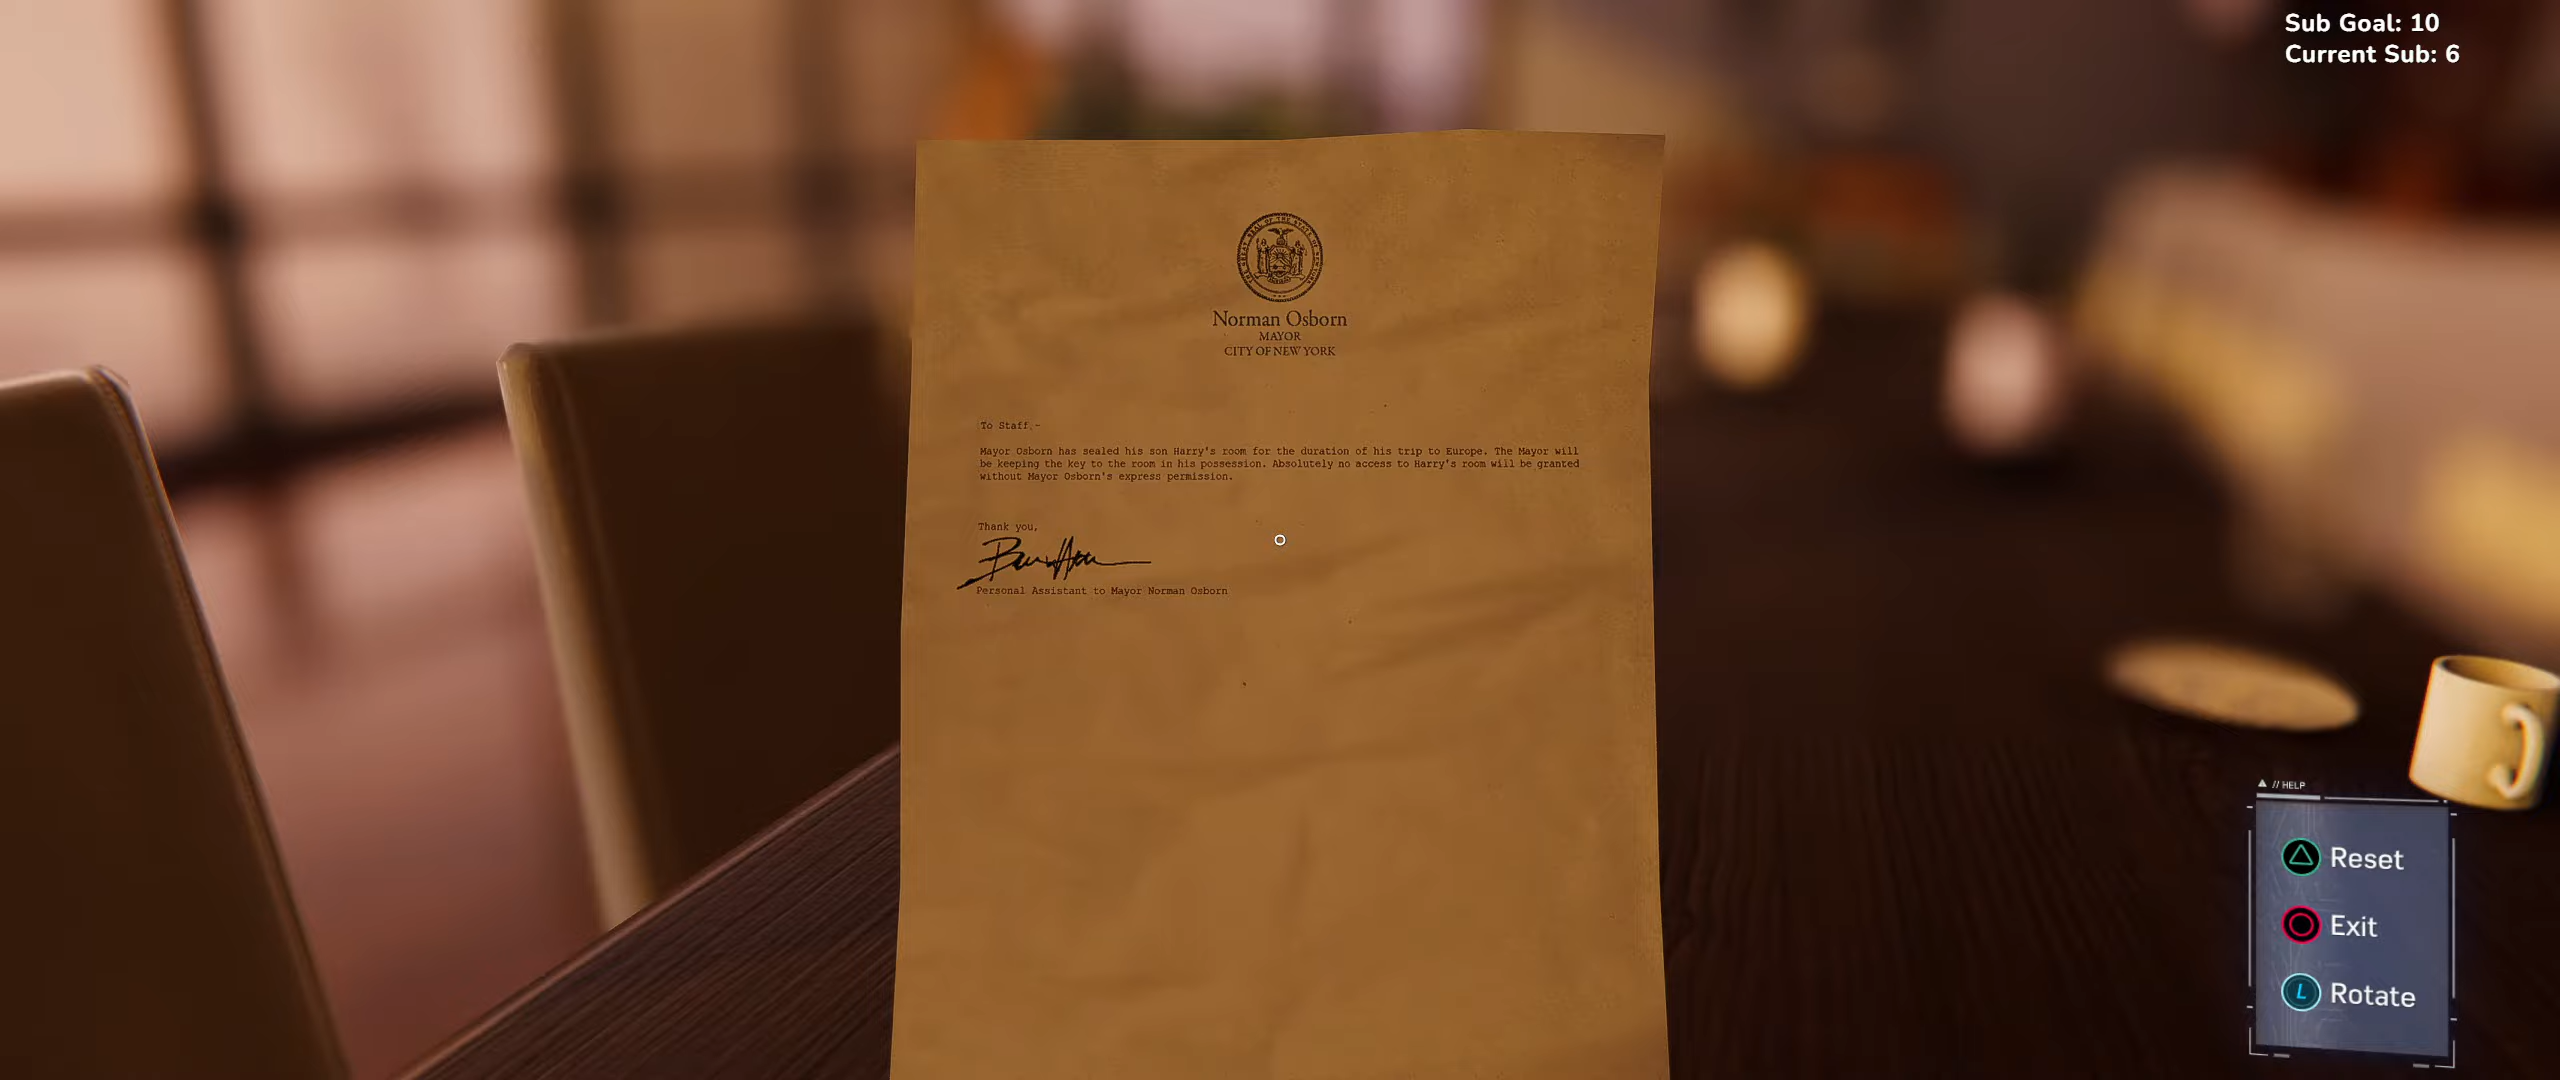 Sub Goal: 10
Current Sub: 6
Norman Osborn
MAYOR
CITY OF NEW YORK
To Staff,-
Mayor Osborn has sealed his son Harry's room for the duration of his trip to Europe. The Mayor will
be keeping the key to the room in his possession. Absolutely no access to Harry's room will be granted
without Mayor Osborn's express permission.
Thank you,
Personal Assistant to Mayor Norman Osborn
// HELP
Reset
Exit
L Rotate